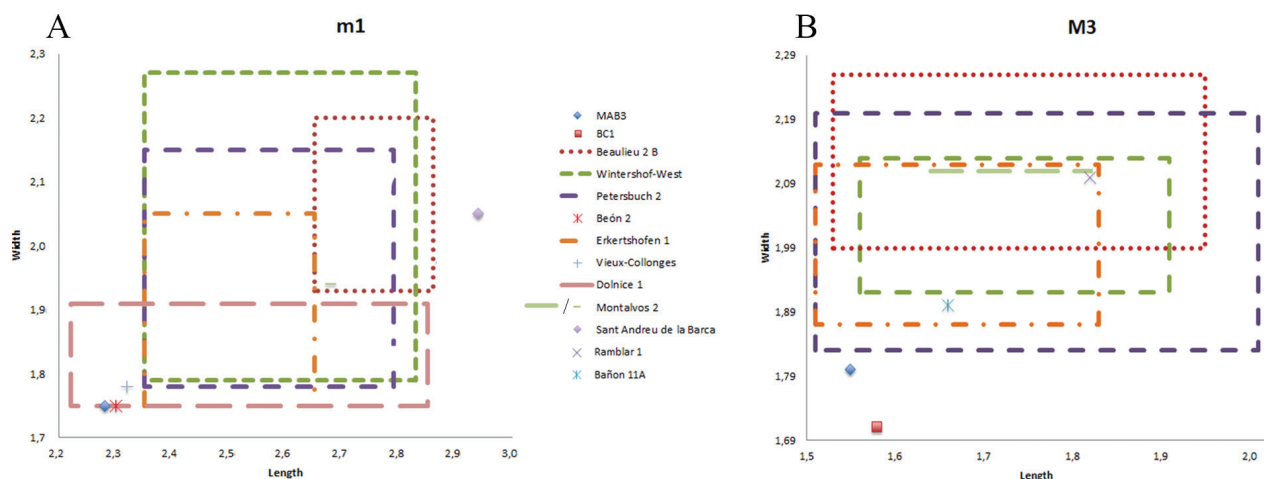 A
m1
2,3
2,2
2,1
2,0
1,9
1,8
1,7
Width
2,2
2,3
2,4
2,5
2,6
2,7
2,8
2,9
3,0
Length
MAB3
BC1
Beaulieu 2 B
Wintershof-West
Petersbuch 2
Beón 2
Erkertshofen 1
Vieux-Collonges
Dolnice 1
/ Montalvos 2
Sant Andreu de la Barca
Ramblar 1
Bañon 11A
B
M3
2,29
2,19
2,09
1,99
1,89
1,79
1,69
Width
1,5
1,6
1,7
1,8
1,9
2,0
Length